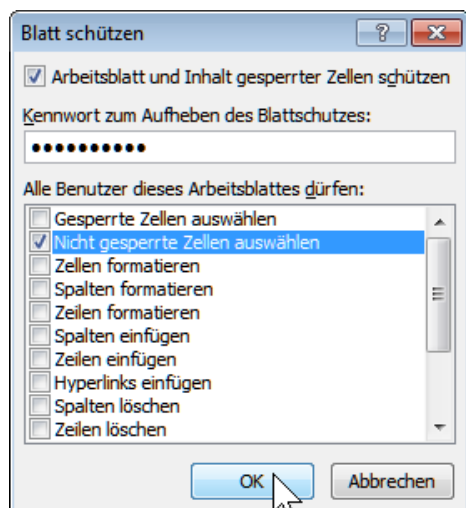 Blatt schützen
Arbeitsblatt und Inhalt gesperrter Zellen schützen
Kennwort zum Aufheben des Blattschutzes:
••••••••••
Alle Benutzer dieses Arbeitsblattes dürfen:
Gesperrte Zellen auswählen
Nicht gesperrte Zellen auswählen
Zellen formatieren
Spalten formatieren
Zeilen formatieren
Spalten einfügen
Zeilen einfügen
Hyperlinks einfügen
Spalten löschen
Zeilen löschen
OK Abbrechen